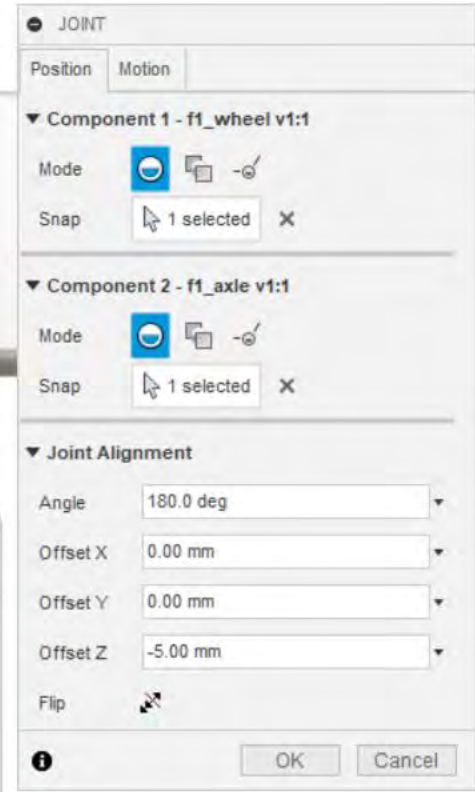 JOINT
Position Motion
Component 1 - f1_wheel v1:1
Mode
Snap 1 selected
Component 2 - f1_axle v1:1
Mode
Snap 1 selected
Joint Alignment
Angle 180.0 deg
Offset X 0.00 mm
Offset Y 0.00 mm
Offset Z -5.00 mm
Flip
OK Cancel